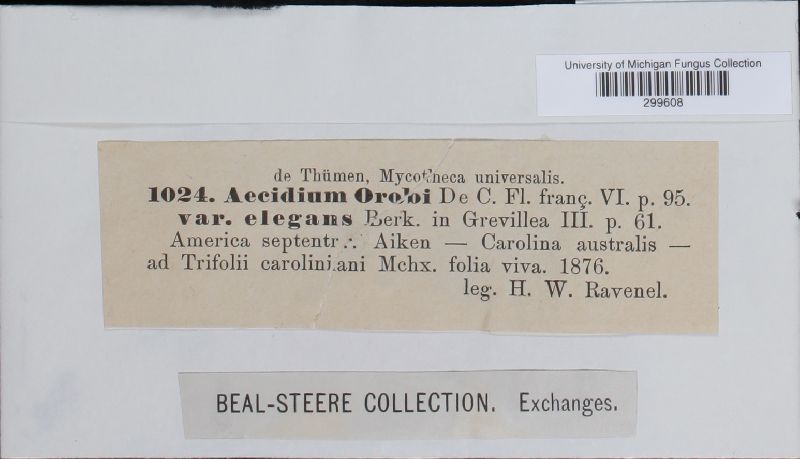 University of Michigan Fungus Collection
299608
de Thümen, Mycotheca universalis.
1024. Aecidium Orobi De C. Fl. franç. VI. p. 95.
var. elegans Berk. in Grevillea III. p. 61.
America septentr.: Aiken — Carolina australis —
ad Trifolii caroliniani Mchx. folia viva. 1876.
leg. H. W. Ravenel.
BEAL-STEERE COLLECTION. Exchanges.